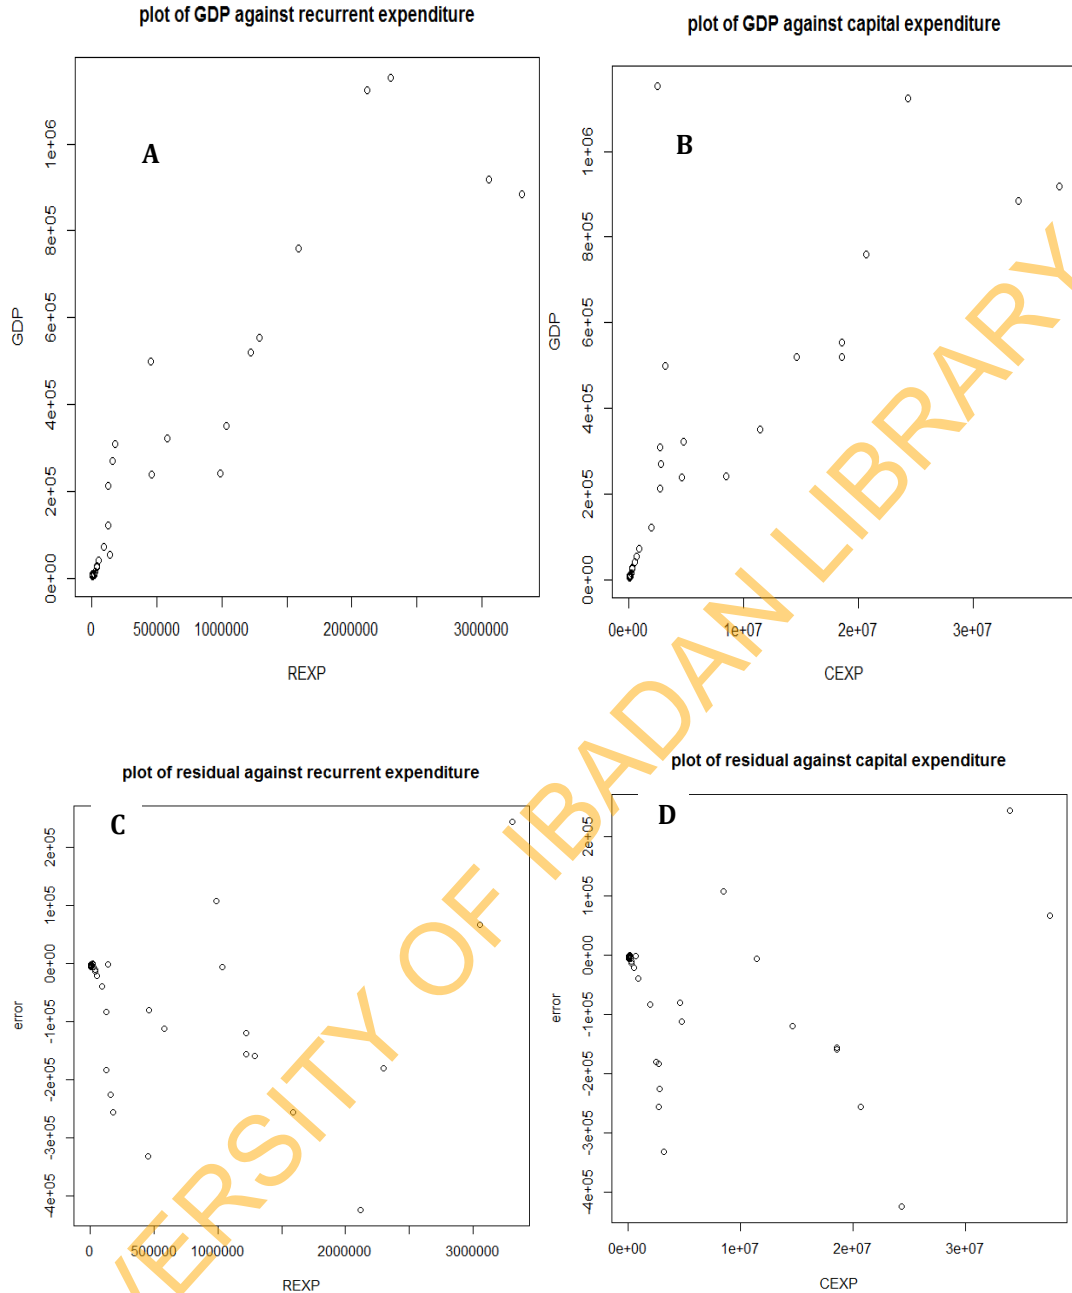 plot of GDP against recurrent expenditure
A
1e+06
8e+05
6e+05
4e+05
2e+05
0e+00
GDP
0 500000 1000000 2000000 3000000
REXP
plot of GDP against capital expenditure
B
1e+06
8e+05
6e+05
4e+05
2e+05
0e+00
GDP
0e+00 1e+07 2e+07 3e+07
CEXP
plot of residual against recurrent expenditure
C
2e+05
1e+05
0e+00
-1e+05
-2e+05
-3e+05
-4e+05
error
0 500000 1000000 2000000 3000000
REXP
plot of residual against capital expenditure
D
2e+05
1e+05
0e+00
-1e+05
-2e+05
-3e+05
-4e+05
error
0e+00 1e+07 2e+07 3e+07
CEXP
VERSITY OF IBADAN LIBRARY